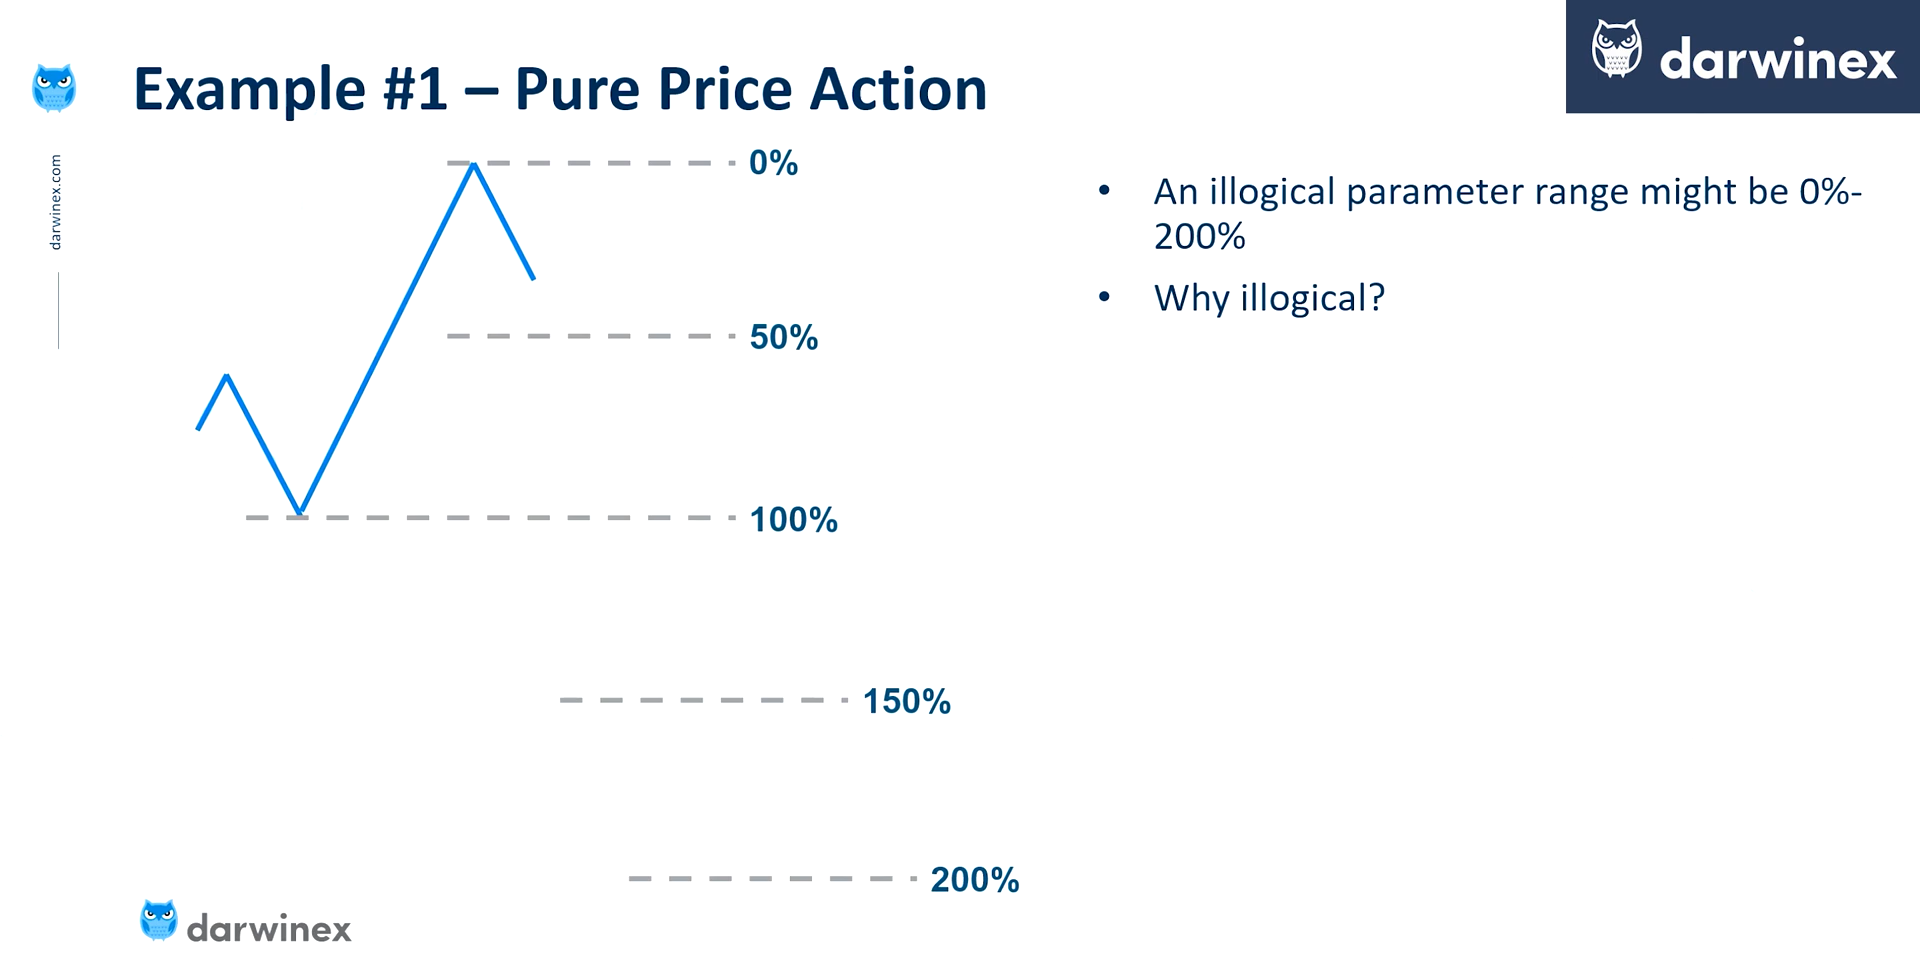 darwinex
Example #1 – Pure Price Action
darwinex.com
0%
50%
100%
150%
200%
• An illogical parameter range might be 0%-
200%
• Why illogical?
darwinex